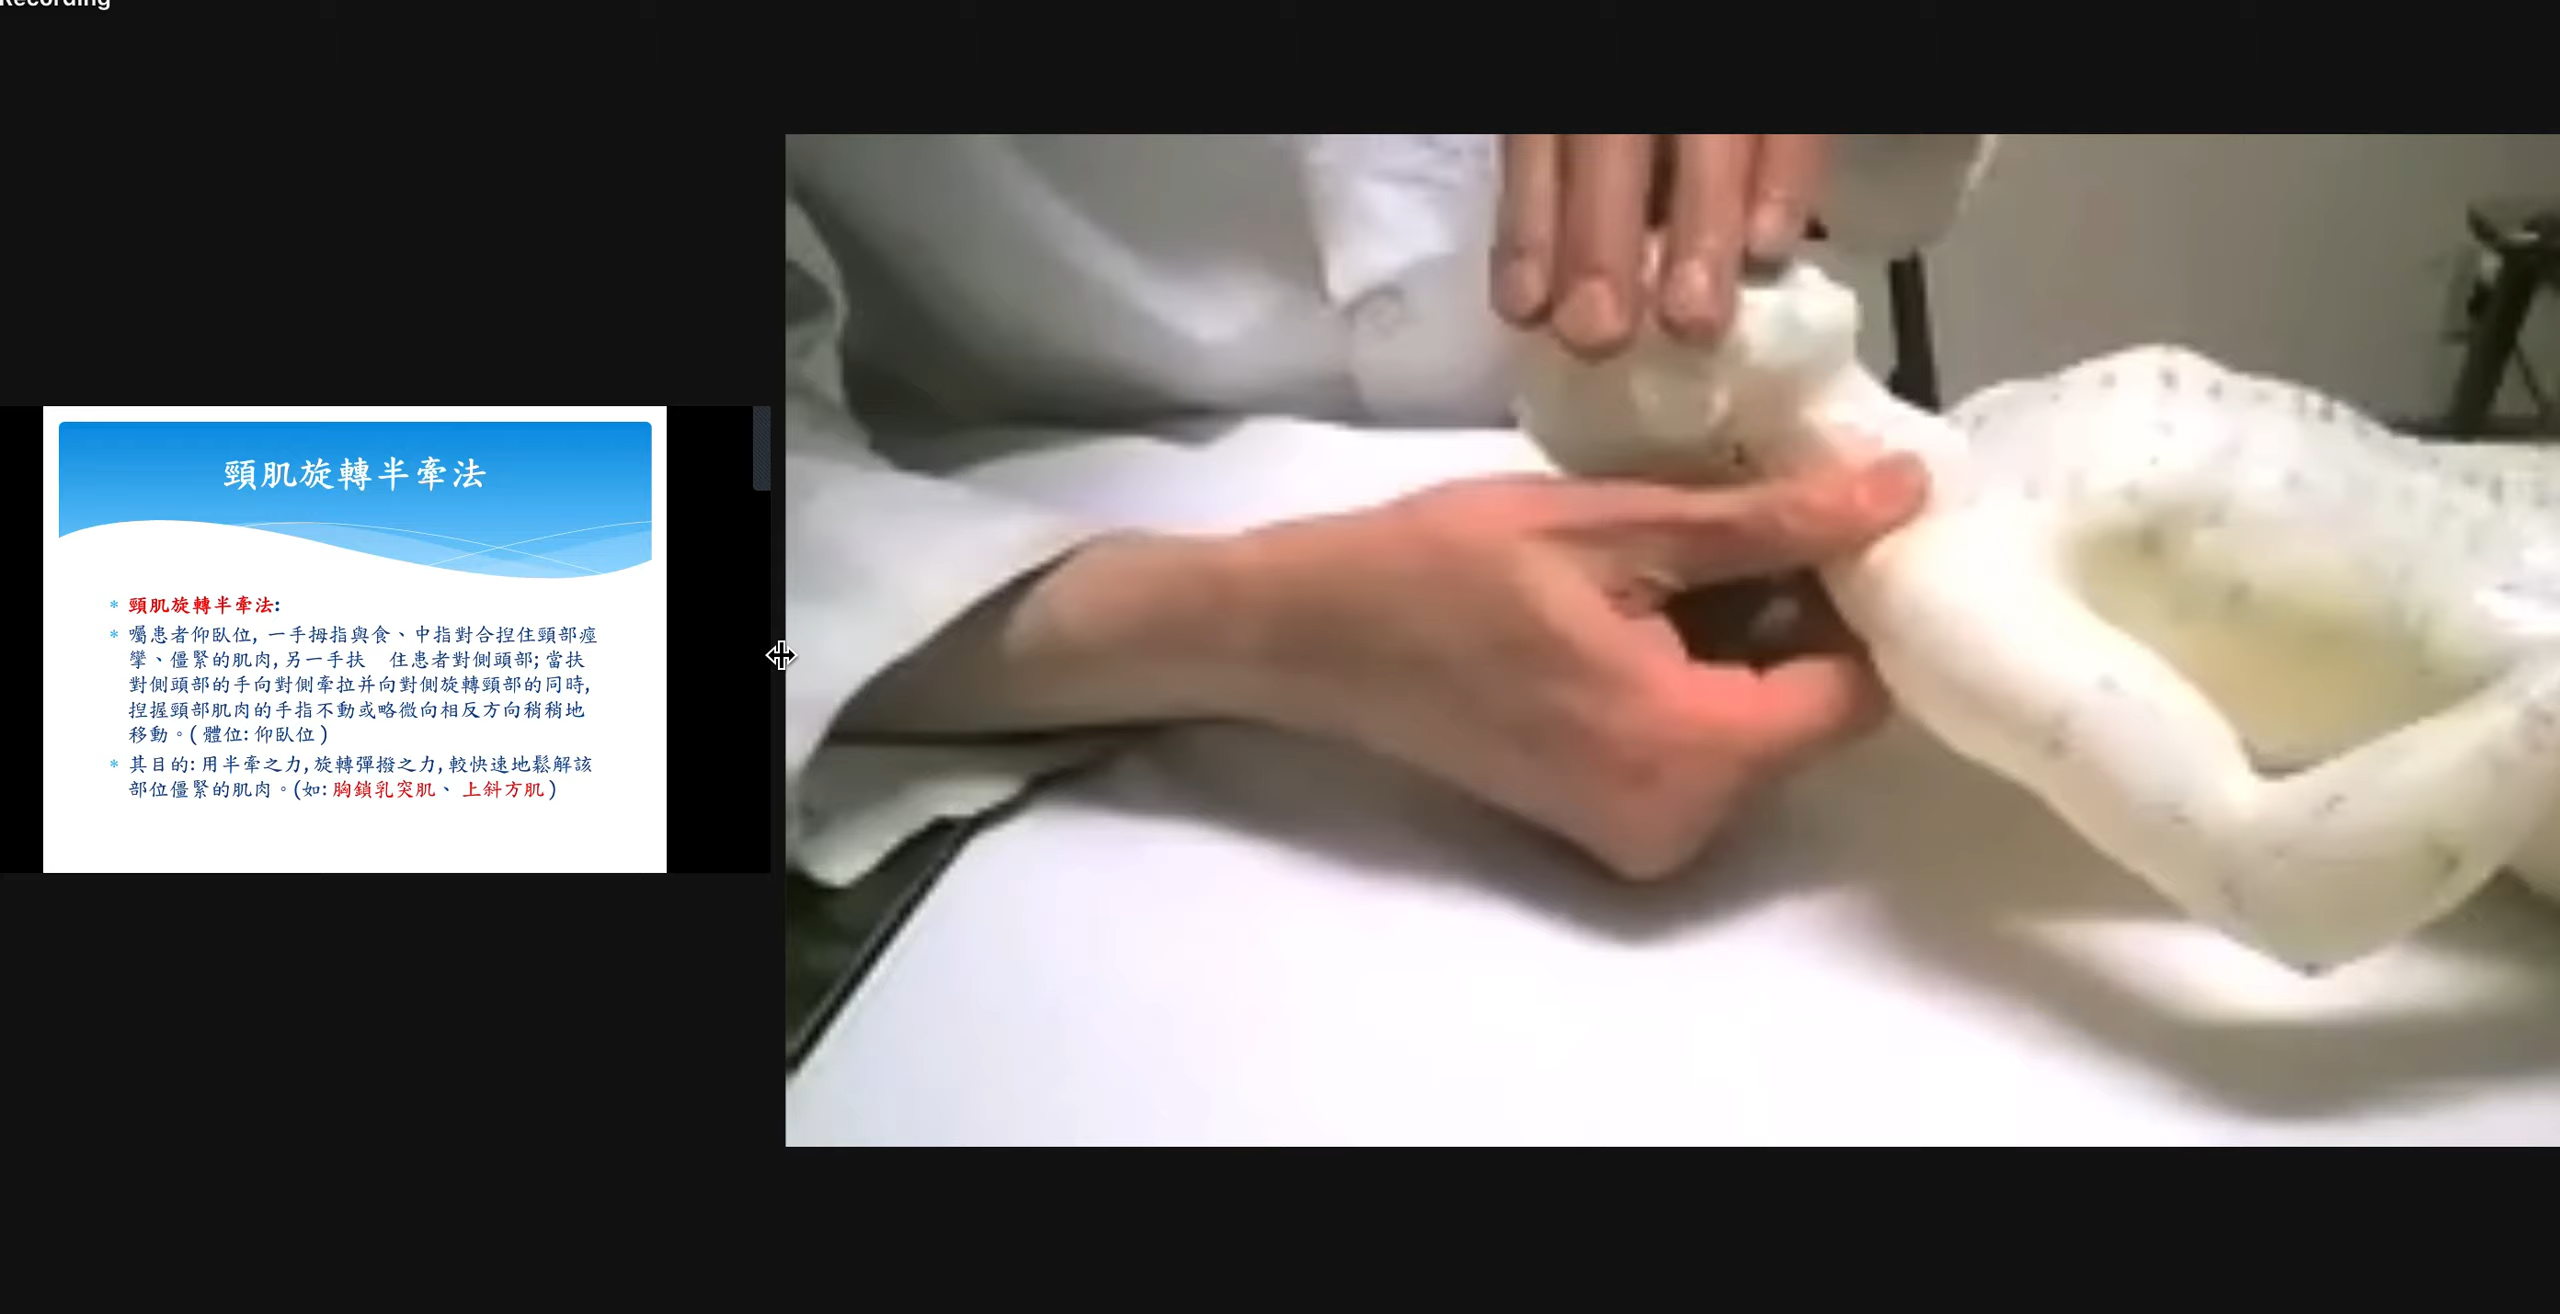 Recording
頸肌旋轉半牽法
* 頸肌旋轉半牽法:
* 囑患者仰臥位, 一手拇指與食、中指對合捏住頸部痙
攣、僵緊的肌肉, 另一手扶 住患者對側頭部; 當扶
對側頭部的手向對側牽拉并向對側旋轉頸部的同時,
捏握頸部肌肉的手指不動或略微向相反方向稍稍地
移動。( 體位: 仰臥位 )
* 其目的: 用半牽之力, 旋轉彈撥之力, 較快速地鬆解該
部位僵緊的肌肉。(如: 胸鎖乳突肌、 上斜方肌 )